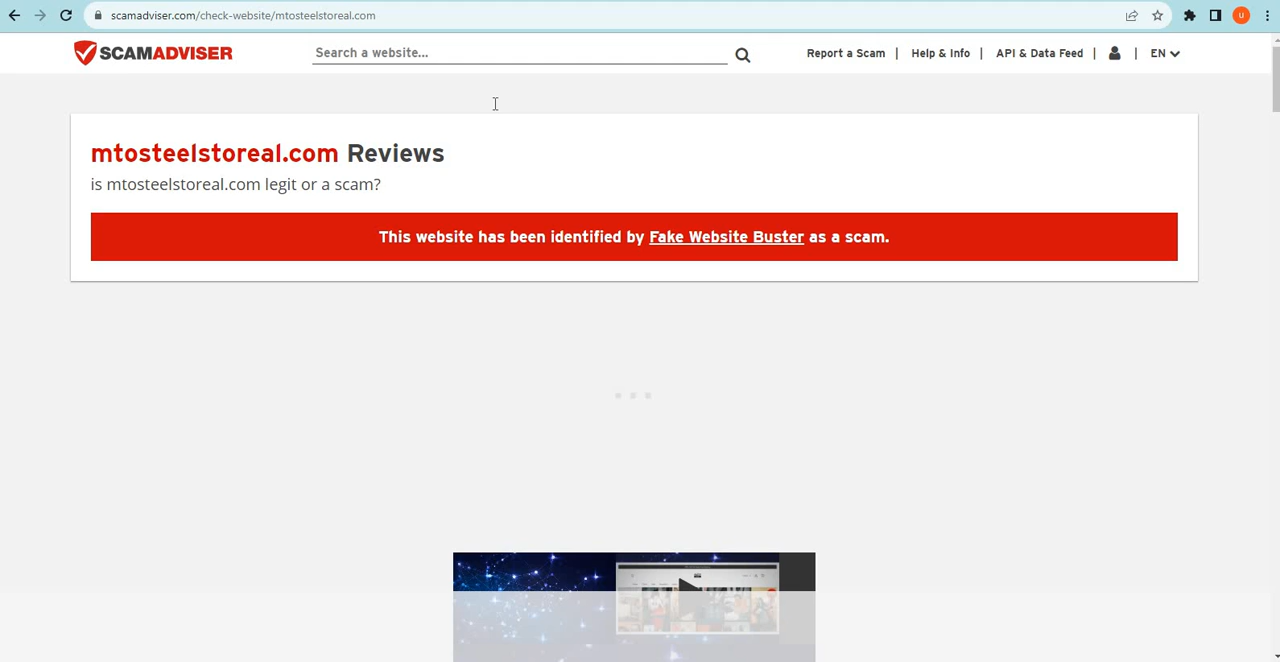 scamadviser.com/check-website/mtosteelstoreal.com
U
SCAMADVISER
Search a website...
Report a Scam | Help & Info | API & Data Feed | | EN
mtosteelstoreal.com Reviews
is mtosteelstoreal.com legit or a scam?
This website has been identified by Fake Website Buster as a scam.